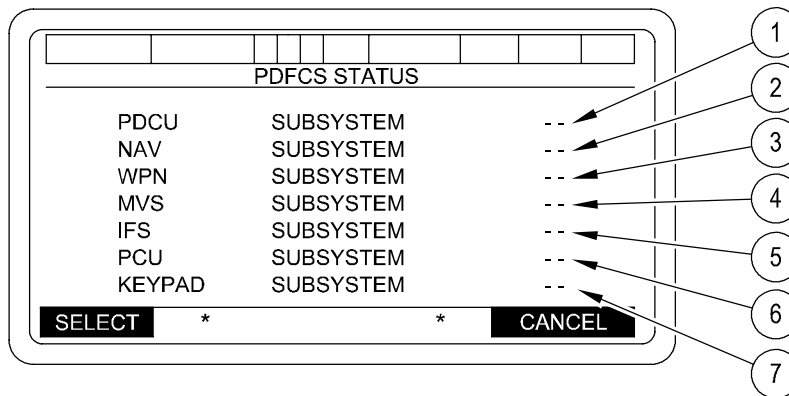 PDFCS STATUS
PDCU SUBSYSTEM - - 1
NAV SUBSYSTEM - - 2
WPN SUBSYSTEM - - 3
MVS SUBSYSTEM - - 4
IFS SUBSYSTEM - - 5
PCU SUBSYSTEM - - 6
KEYPAD SUBSYSTEM - - 7
SELECT * * CANCEL